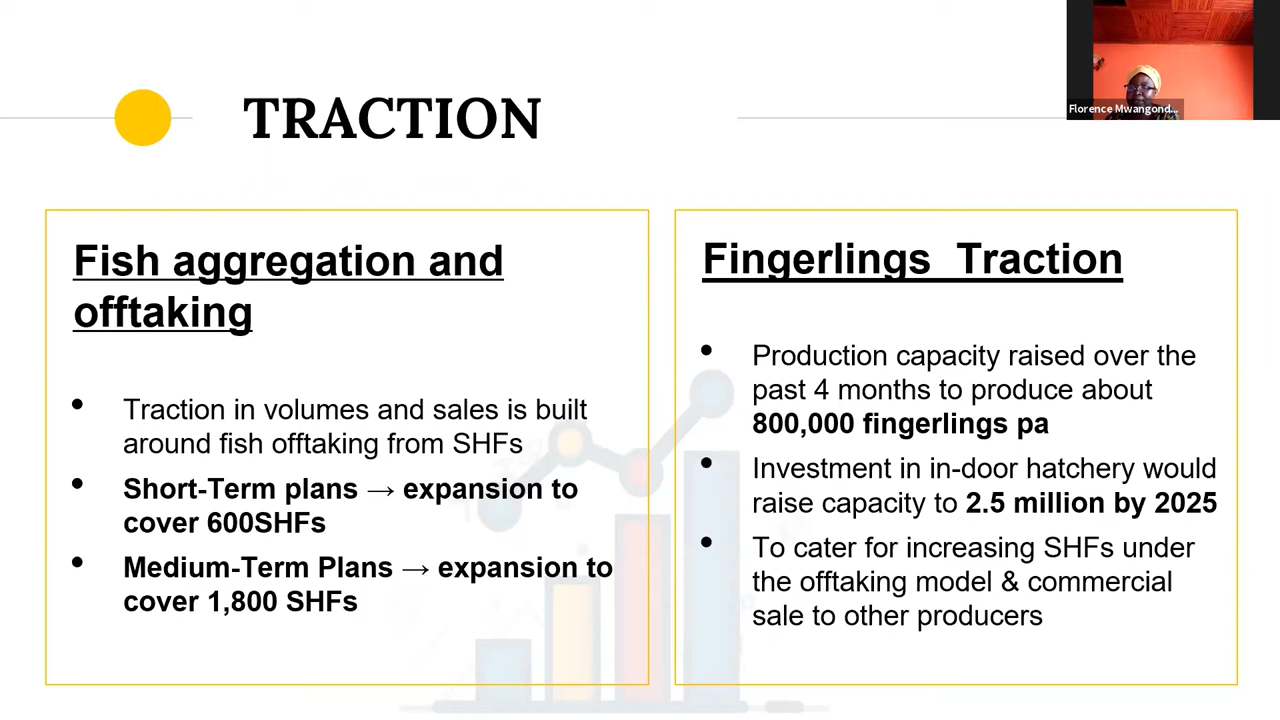 TRACTION
Florence Mwangond...
Fish aggregation and
offtaking
• Traction in volumes and sales is built
around fish offtaking from SHFs
• Short-Term plans → expansion to
cover 600SHFs
• Medium-Term Plans → expansion to
cover 1,800 SHFs
Fingerlings Traction
• Production capacity raised over the
past 4 months to produce about
800,000 fingerlings pa
• Investment in in-door hatchery would
raise capacity to 2.5 million by 2025
• To cater for increasing SHFs under
the offtaking model & commercial
sale to other producers